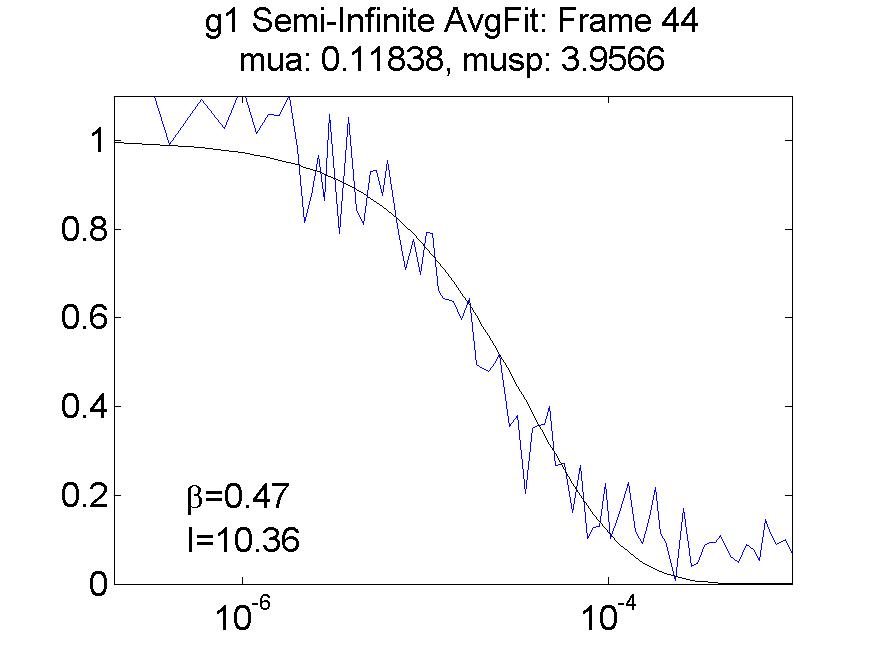 g1 Semi-Infinite AvgFit: Frame 44
mua: 0.11838, musp: 3.9566
1
0.8
0.6
0.4
0.2
0
β=0.47
I=10.36
10^-6
10^-4